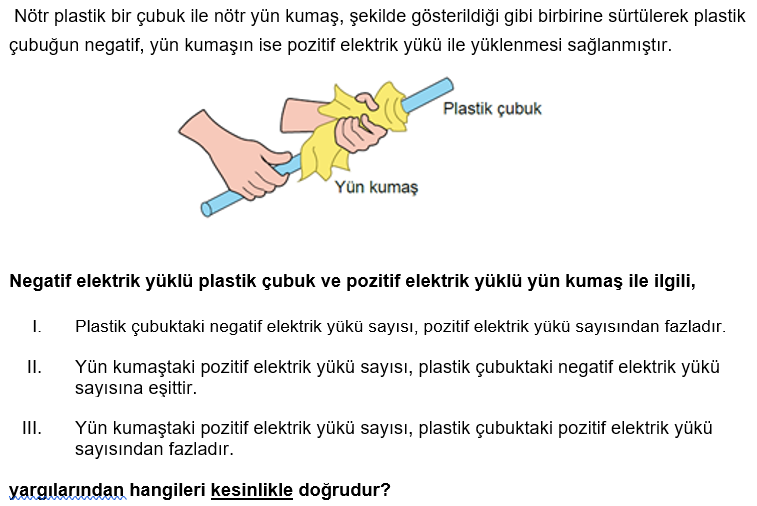 Nötr plastik bir çubuk ile nötr yün kumaş, şekilde gösterildiği gibi birbirine sürtülerek plastik
çubuğun negatif, yün kumaşın ise pozitif elektrik yükü ile yüklenmesi sağlanmıştır.
Plastik çubuk
Yün kumaş
Negatif elektrik yüklü plastik çubuk ve pozitif elektrik yüklü yün kumaş ile ilgili,
I. Plastik çubuktaki negatif elektrik yükü sayısı, pozitif elektrik yükü sayısından fazladır.
II. Yün kumaştaki pozitif elektrik yükü sayısı, plastik çubuktaki negatif elektrik yükü
sayısına eşittir.
III. Yün kumaştaki pozitif elektrik yükü sayısı, plastik çubuktaki pozitif elektrik yükü
sayısından fazladır.
yargılarından hangileri kesinlikle doğrudur?